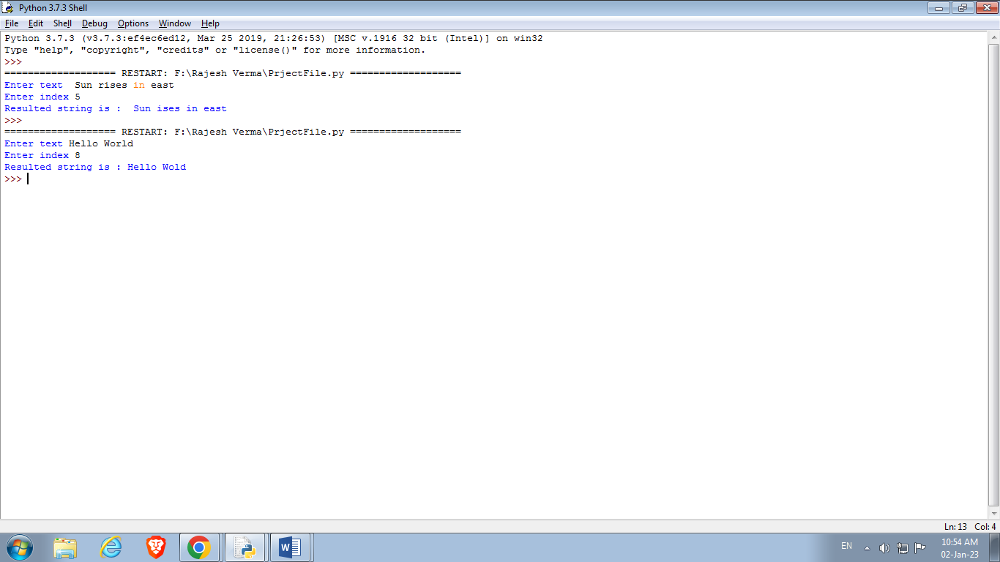 Python 3.7.3 Shell
File Edit Shell Debug Options Window Help
Python 3.7.3 (v3.7.3:ef4ec6ed12, Mar 25 2019, 21:26:53) [MSC v.1916 32 bit (Intel)] on win32
Type "help", "copyright", "credits" or "license()" for more information.
>>>
=================== RESTART: F:\Rajesh Verma\PrjectFile.py ===================
Enter text  Sun rises in east
Enter index 5
Resulted string is :  Sun ises in east
>>>
=================== RESTART: F:\Rajesh Verma\PrjectFile.py ===================
Enter text Hello World
Enter index 8
Resulted string is : Hello Wold
>>>
Ln: 13 Col: 4
W
EN
10:54 AM
02-Jan-23